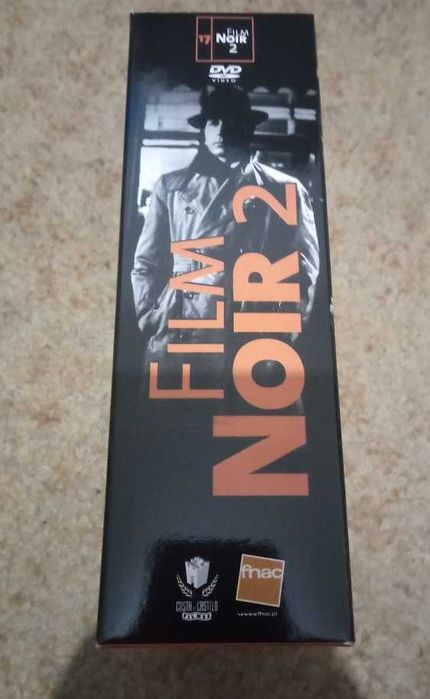 17
FILM
NOIR
2
DVD
VIDEO
FILM
NOIR 2
COSTA DO CASTELO
FILMES
fnac
www.fnac.pt